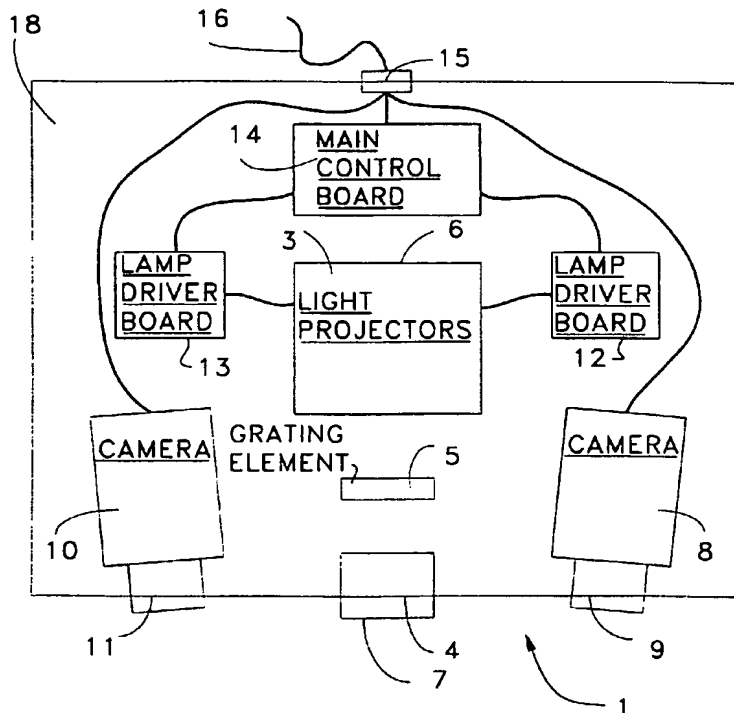 16
18
15
14
MAIN
CONTROL
BOARD
3
6
LAMP
DRIVER
BOARD
LIGHT
PROJECTORS
LAMP
DRIVER
BOARD
13
12
CAMERA
GRATING
ELEMENT
5
CAMERA
10
8
11
4
9
7
1